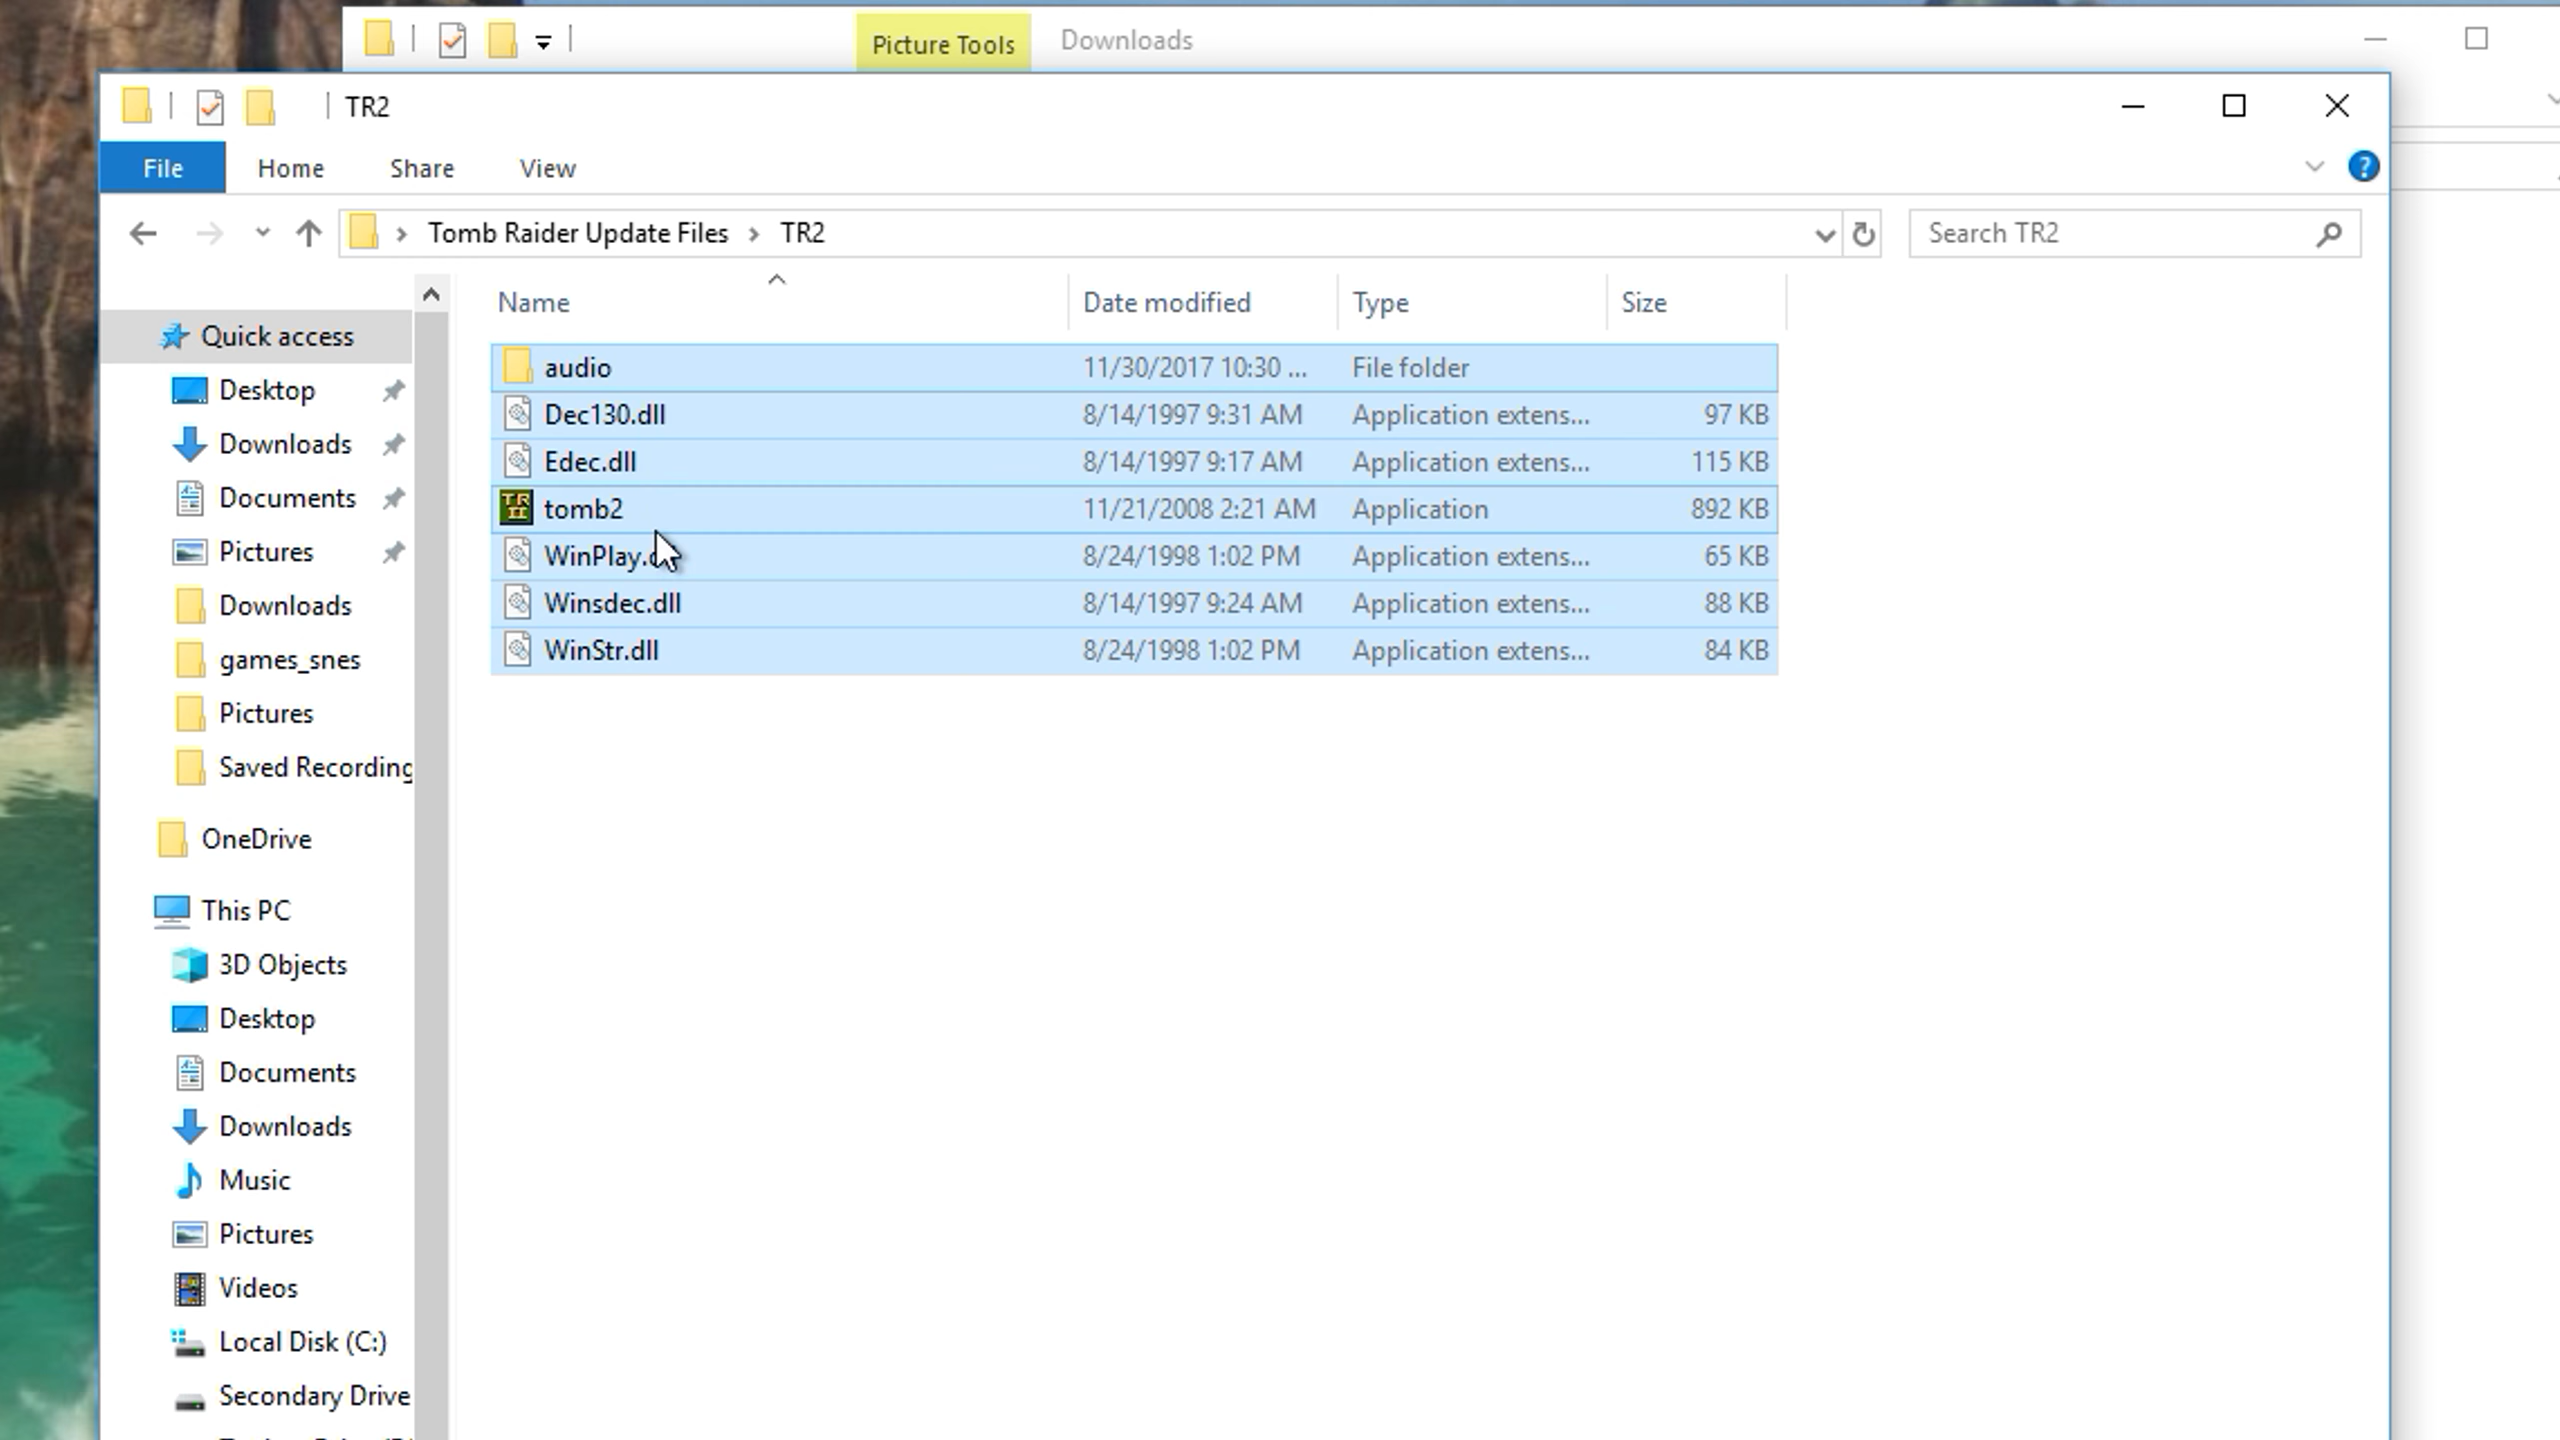 Picture Tools Downloads
TR2
File Home Share View
Tomb Raider Update Files TR2 Search TR2
Name Date modified Type Size
Quick access
Desktop
Downloads
Documents
Pictures
Downloads
games_snes
Pictures
Saved Recording
OneDrive
This PC
3D Objects
Desktop
Documents
Downloads
Music
Pictures
Videos
Local Disk (C:)
Secondary Drive
audio 11/30/2017 10:30 ... File folder
Dec130.dll 8/14/1997 9:31 AM Application extens... 97 KB
Edec.dll 8/14/1997 9:17 AM Application extens... 115 KB
TR II tomb2 11/21/2008 2:21 AM Application 892 KB
WinPlay. 8/24/1998 1:02 PM Application extens... 65 KB
Winsdec.dll 8/14/1997 9:24 AM Application extens... 88 KB
WinStr.dll 8/24/1998 1:02 PM Application extens... 84 KB